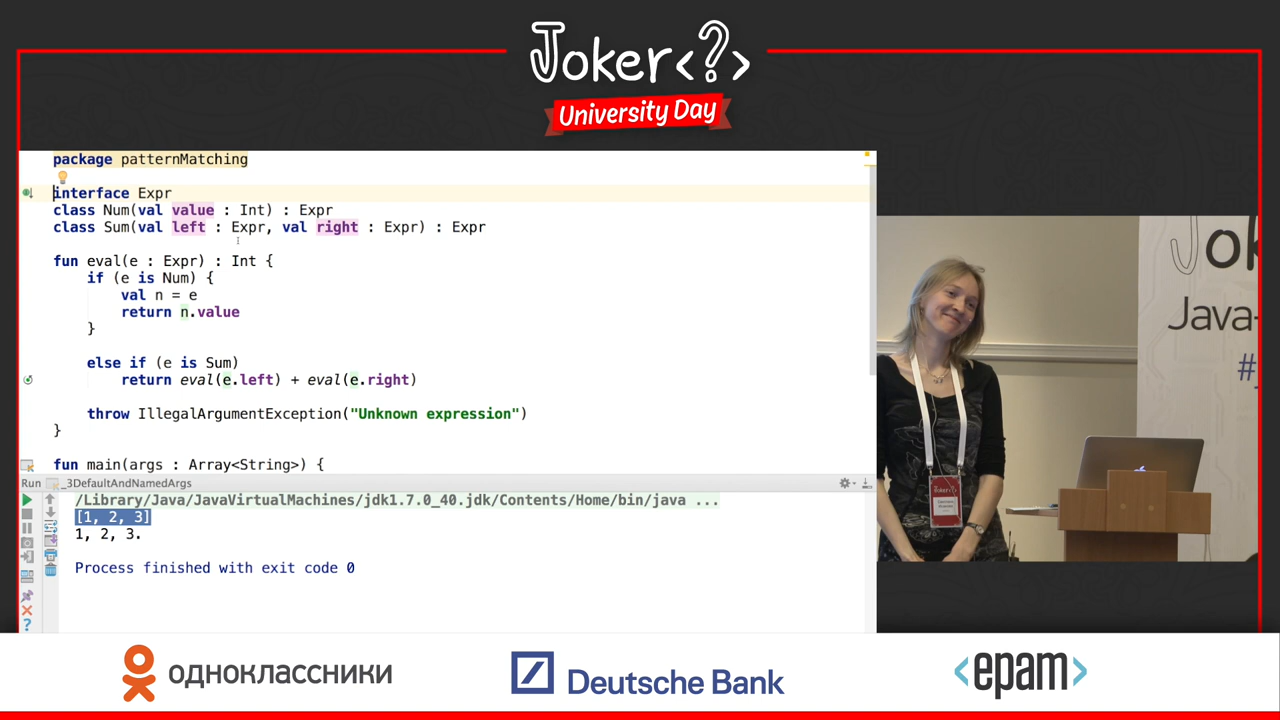 Joker<?>
University Day
package patternMatching
interface Expr
class Num(val value : Int) : Expr
class Sum(val left : Expr, val right : Expr) : Expr
fun eval(e : Expr) : Int {
if (e is Num) {
val n = e
return n.value
}
else if (e is Sum)
return eval(e.left) + eval(e.right)
throw IllegalArgumentException("Unknown expression")
}
fun main(args : Array<String>) {
Run _3DefaultAndNamedArgs
/Library/Java/JavaVirtualMachines/jdk1.7.0_40.jdk/Contents/Home/bin/java ...
[1, 2, 3]
1, 2, 3.
Process finished with exit code 0
Jok
Java-
#
одноклассники
Deutsche Bank
<epam>